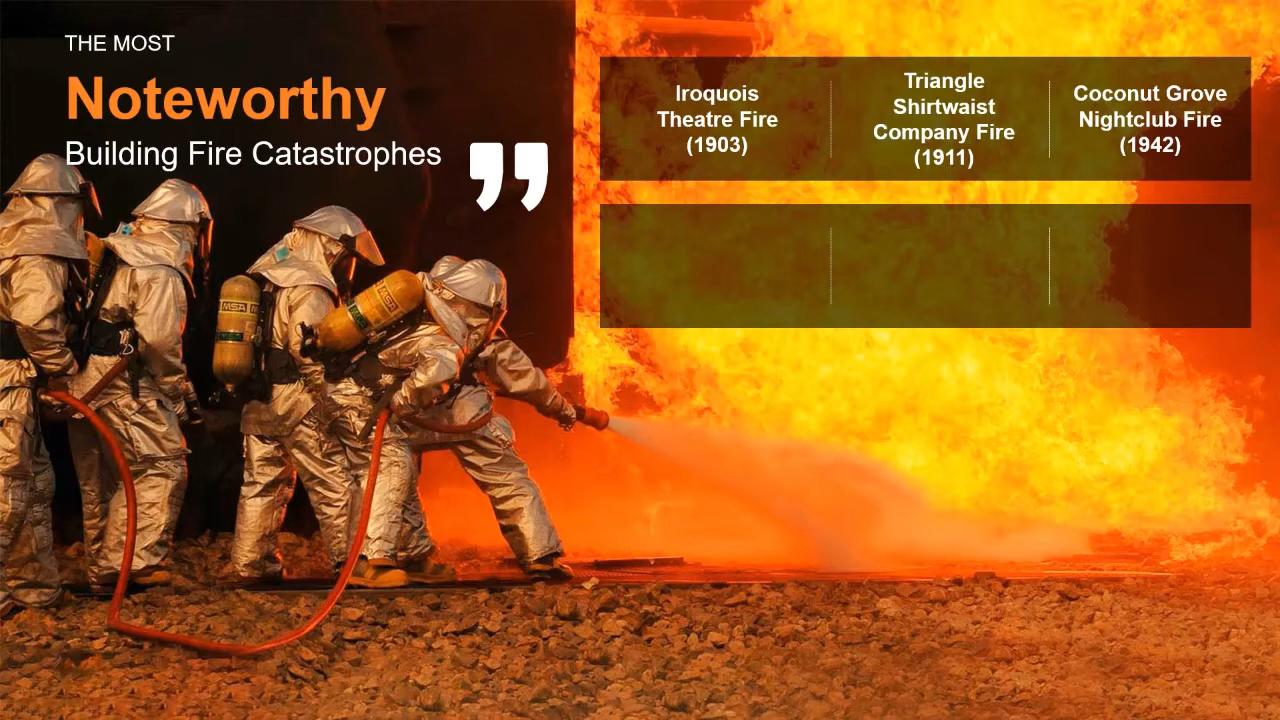 THE MOST
Noteworthy
Building Fire Catastrophes
”
Iroquois
Theatre Fire
(1903)
Triangle
Shirtwaist
Company Fire
(1911)
Coconut Grove
Nightclub Fire
(1942)
MSA
MSA